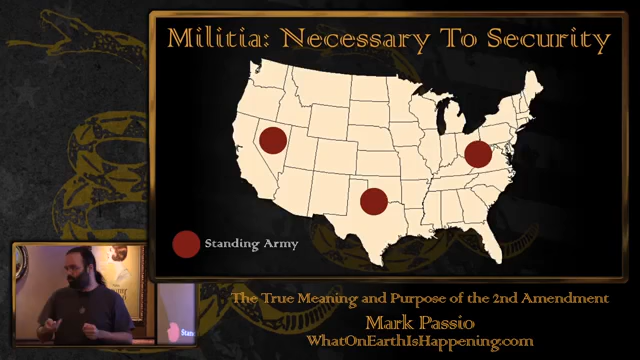 Militia: Necessary To Security
Standing Army
The True Meaning and Purpose of the 2nd Amendment
Mark Passio
WhatOnEarthIsHappening.com